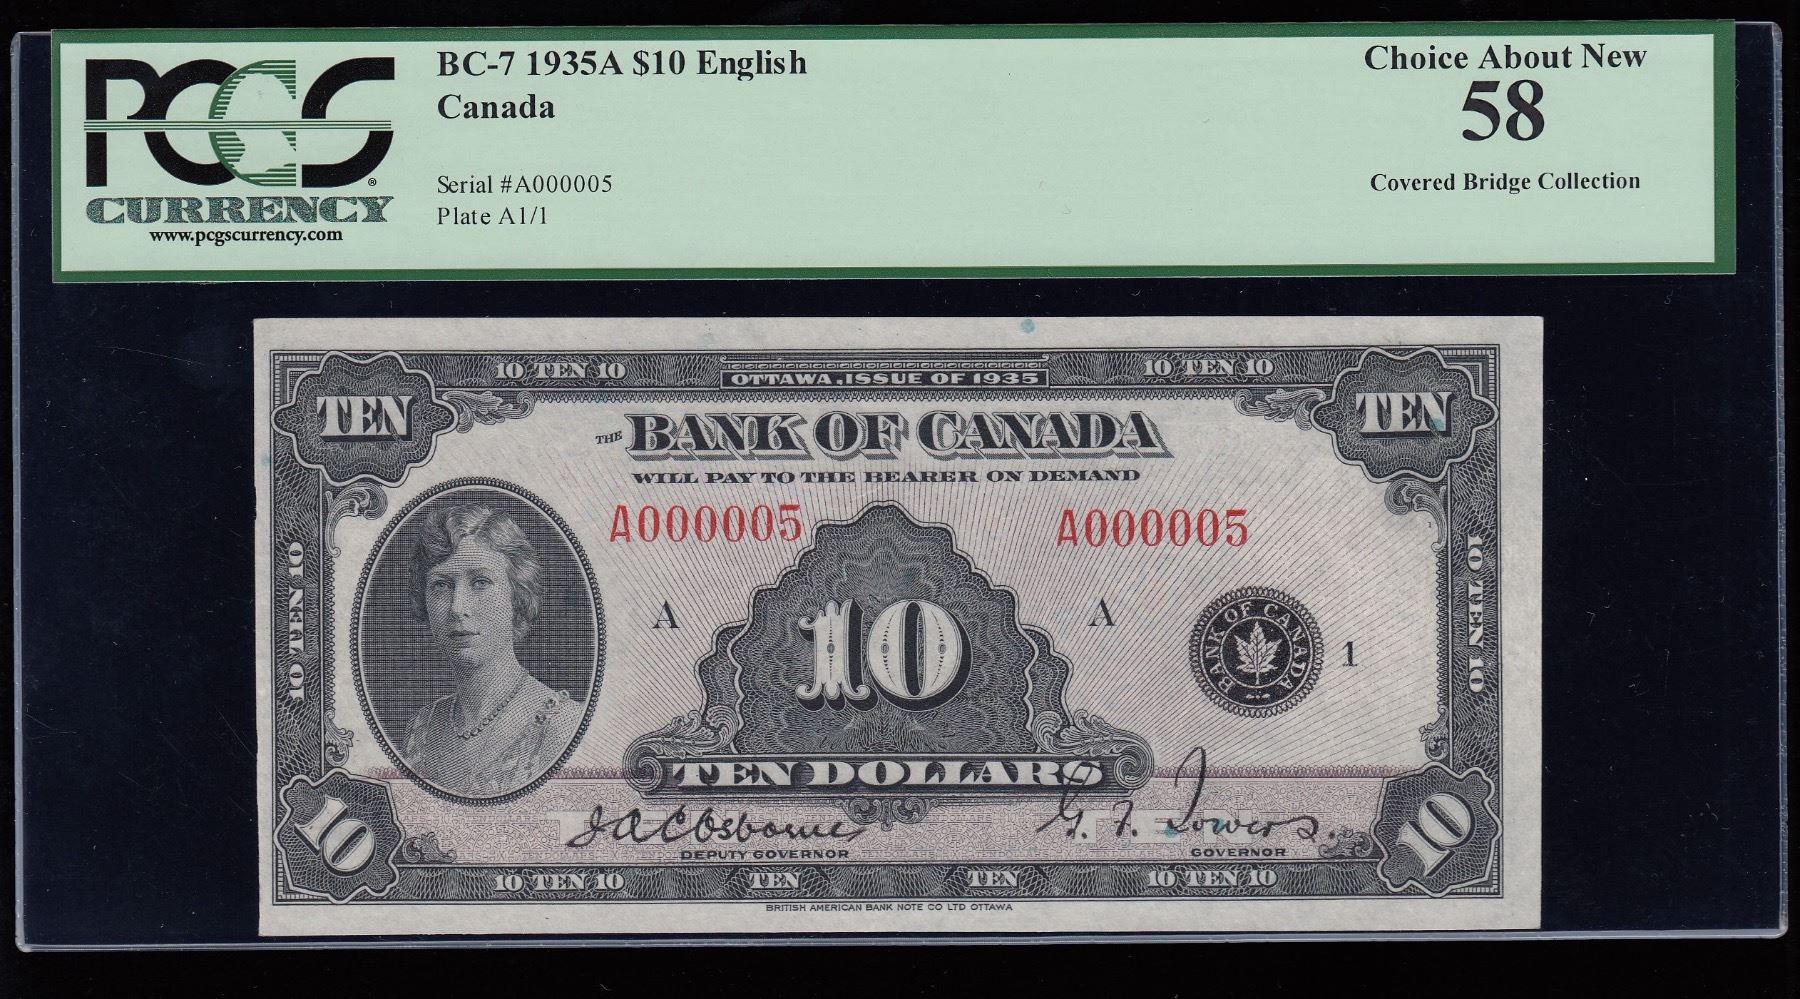 PCGS®
CURRENCY
www.pcgscurrency.com
BC-7 1935A $10 English
Canada
Serial #A000005
Plate A1/1
Choice About New
58
Covered Bridge Collection
10 TEN 10
OTTAWA, ISSUE OF 1935
10 TEN 10
TEN
TEN
THE BANK OF CANADA
WILL PAY TO THE BEARER ON DEMAND
A000005
A000005
10 TEN 10
10 TEN 10
A
A
10
BANK OF CANADA
1
1
TEN DOLLARS
10
10
J A C Osborne
G. F. Towers.
DEPUTY GOVERNOR
GOVERNOR
10 TEN 10
TEN
TEN
10 TEN 10
BRITISH AMERICAN BANK NOTE CO LTD OTTAWA